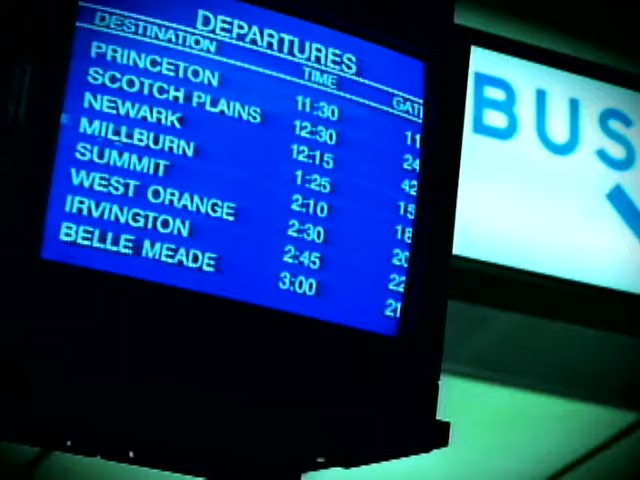 DEPARTURES
DESTINATION TIME
PRINCETON 11:30 11
SCOTCH PLAINS 12:30 24
NEWARK 12:15 42
MILLBURN 1:25 15
SUMMIT 2:10 18
WEST ORANGE 2:30 20
IRVINGTON 2:45 22
BELLE MEADE 3:00 21
BUS